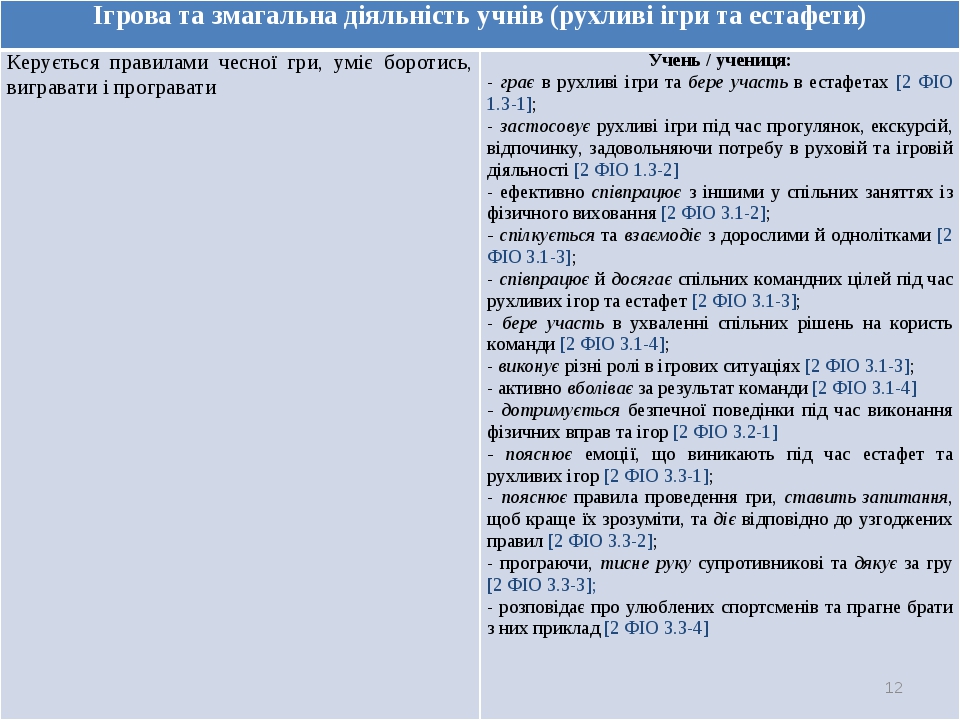 Ігрова та змагальна діяльність учнів (рухливі ігри та естафети)
Керується правилами чесної гри, уміє боротись,
вигравати і програвати
Учень / учениця:
- грає в рухливі ігри та бере участь в естафетах [2 ФІО
1.3-1];
- застосовує рухливі ігри під час прогулянок, екскурсій,
відпочинку, задовольняючи потребу в руховій та ігровій
діяльності [2 ФІО 1.3-2]
- ефективно співпрацює з іншими у спільних заняттях із
фізичного виховання [2 ФІО 3.1-2];
- спілкується та взаємодіє з дорослими й однолітками [2
ФІО 3.1-3];
- співпрацює й досягає спільних командних цілей під час
рухливих ігор та естафет [2 ФІО 3.1-3];
- бере участь в ухваленні спільних рішень на користь
команди [2 ФІО 3.1-4];
- виконує різні ролі в ігрових ситуаціях [2 ФІО 3.1-3];
- активно вболіває за результат команди [2 ФІО 3.1-4]
- дотримується безпечної поведінки під час виконання
фізичних вправ та ігор [2 ФІО 3.2-1]
- пояснює емоції, що виникають під час естафет та
рухливих ігор [2 ФІО 3.3-1];
- пояснює правила проведення гри, ставить запитання,
щоб краще їх зрозуміти, та діє відповідно до узгоджених
правил [2 ФІО 3.3-2];
- програючи, тисне руку супротивникові та дякує за гру
[2 ФІО 3.3-3];
- розповідає про улюблених спортсменів та прагне брати
з них приклад [2 ФІО 3.3-4]
12